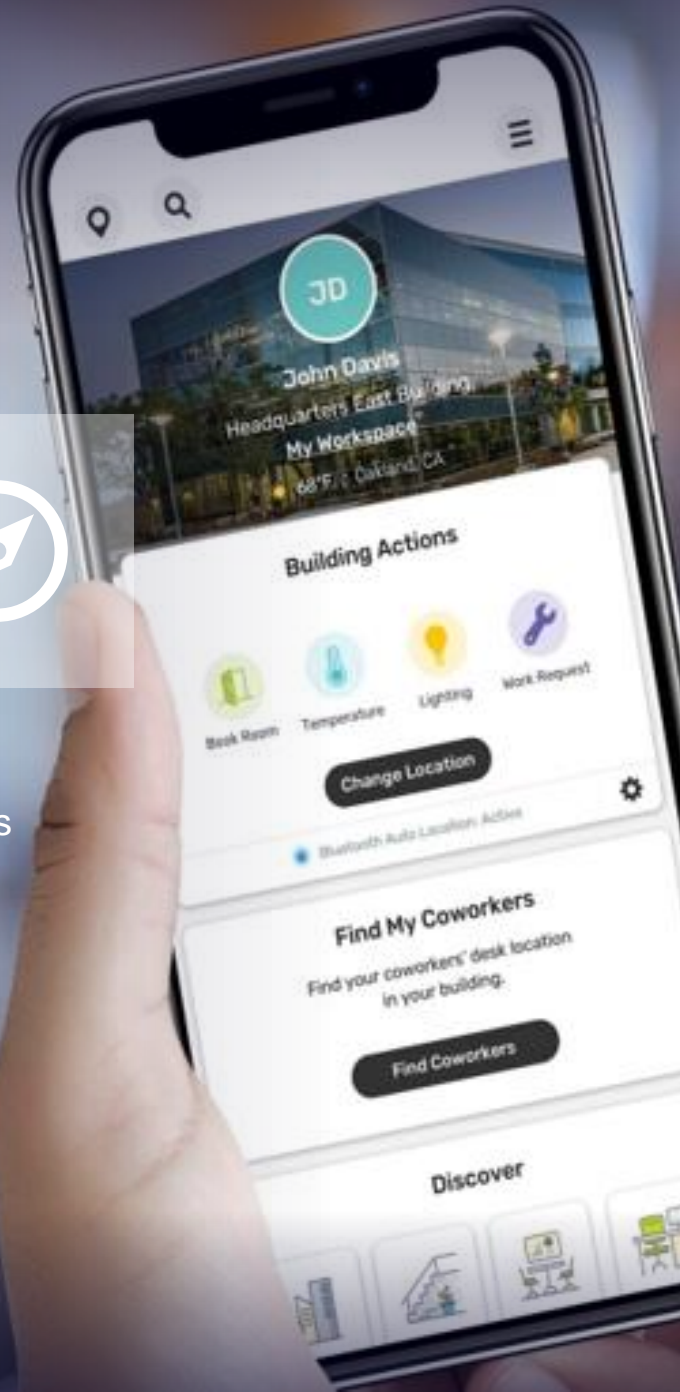 JD
John Davis
Headquarters East Building
My Workspace
68°F / Oakland, CA
Building Actions
Book Room
Temperature
Lighting
Work Request
Change Location
Bluetooth Auto Location: Active
s
Find My Coworkers
Find your coworkers' desk location
in your building.
Find Coworkers
Discover